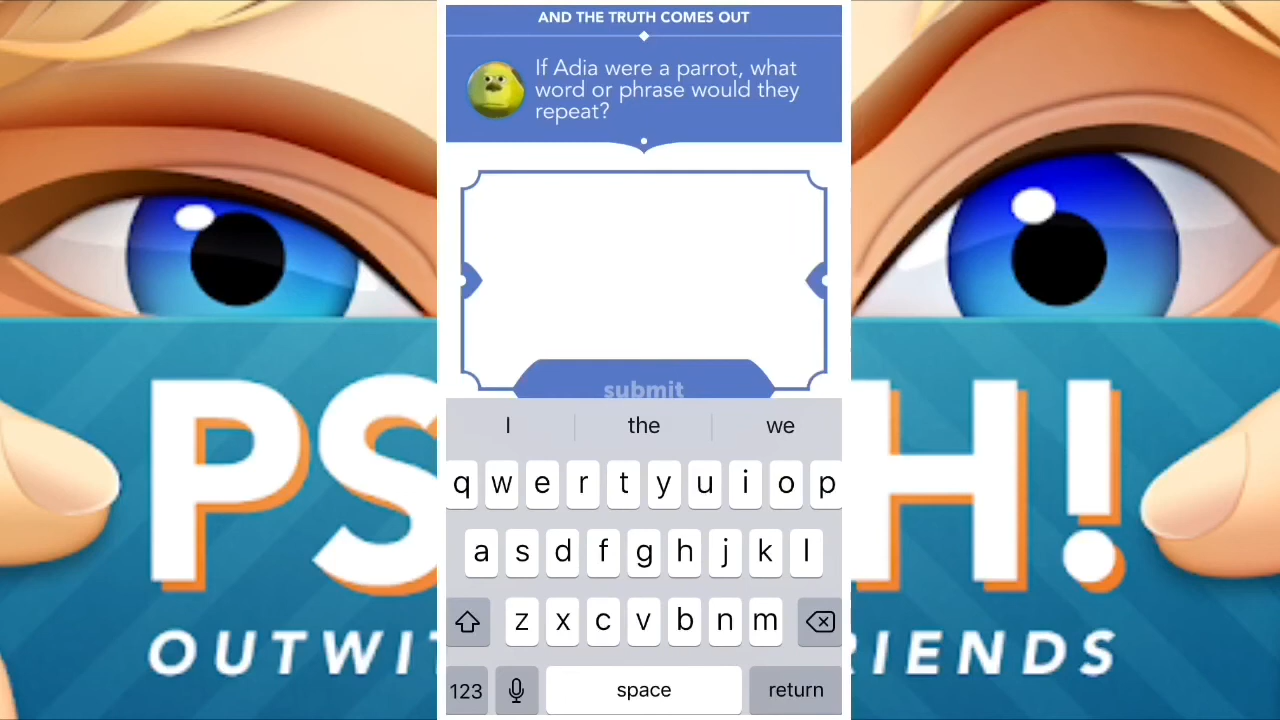 AND THE TRUTH COMES OUT
If Adia were a parrot, what
word or phrase would they
repeat?
submit
I the we
q w e r t y u i o p
a s d f g h j k l
z x c v b n m
123 space return
PS H!
OUTWIT RIENDS